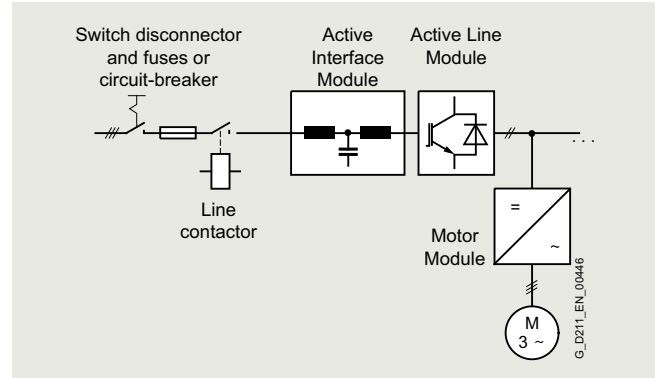 Switch disconnector
and fuses or
circuit-breaker
Active
Interface
Module
Active Line
Module
Line
contactor
. . .
=
~
Motor
Module
M
3 ~
G_D211_EN_00446